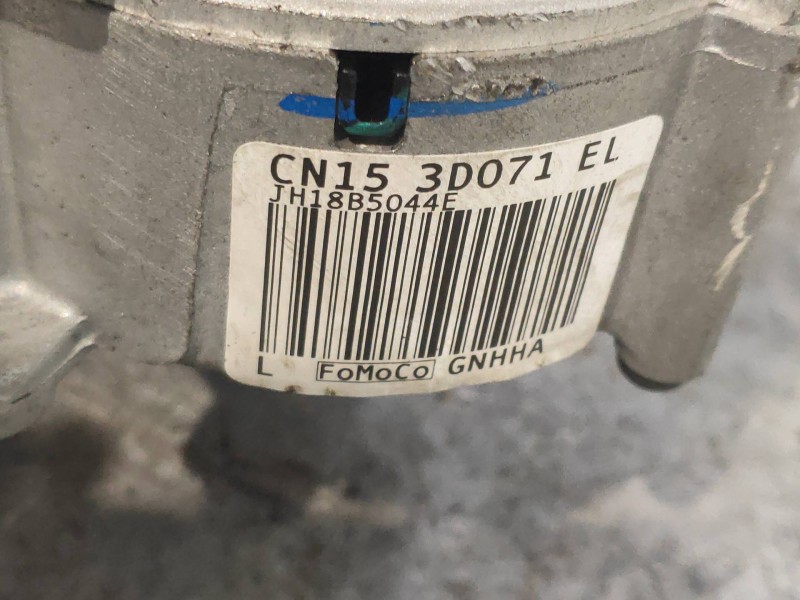 CN15 3D071 EL
JH18B5044E
L FoMoCo GNHHA